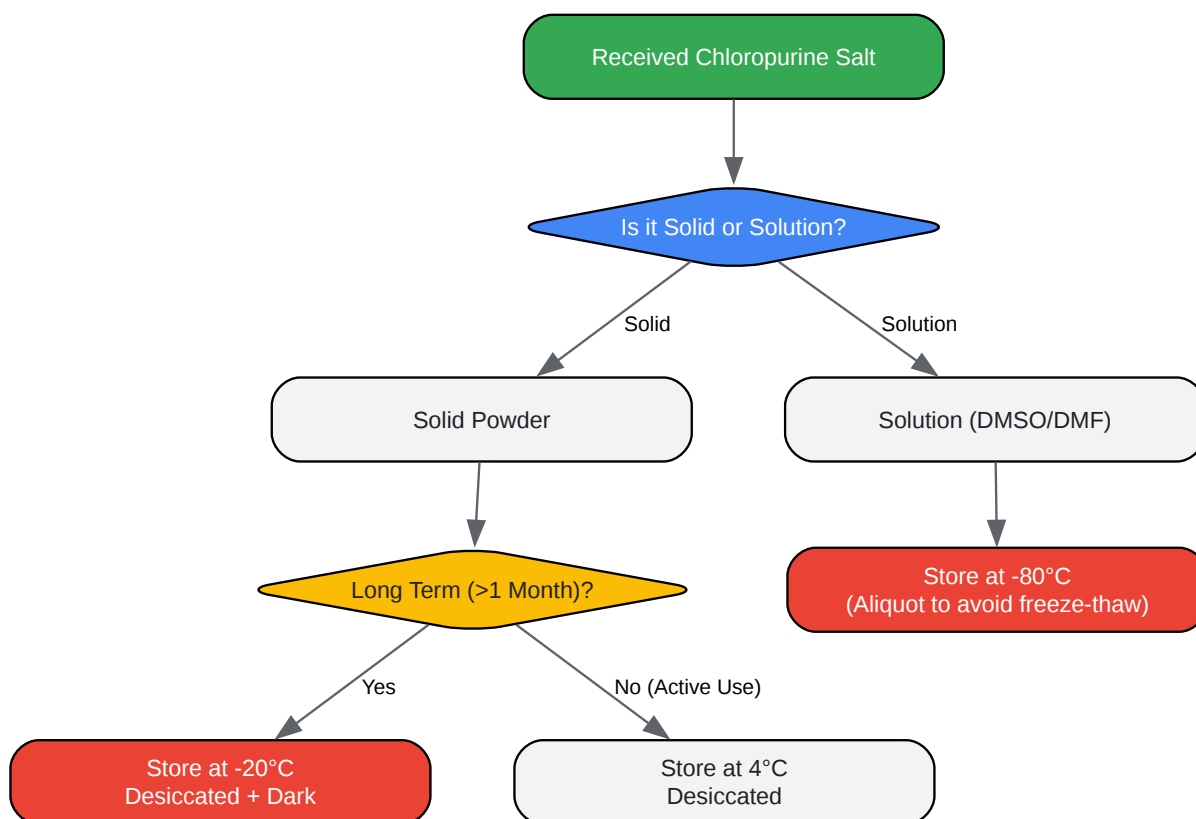 Received Chloropurine Salt
Is it Solid or Solution?
Solid
Solution
Solid Powder
Solution (DMSO/DMF)
Long Term (>1 Month)?
Store at -80°C
(Aliquot to avoid freeze-thaw)
Yes
No (Active Use)
Store at -20°C
Desiccated + Dark
Store at 4°C
Desiccated